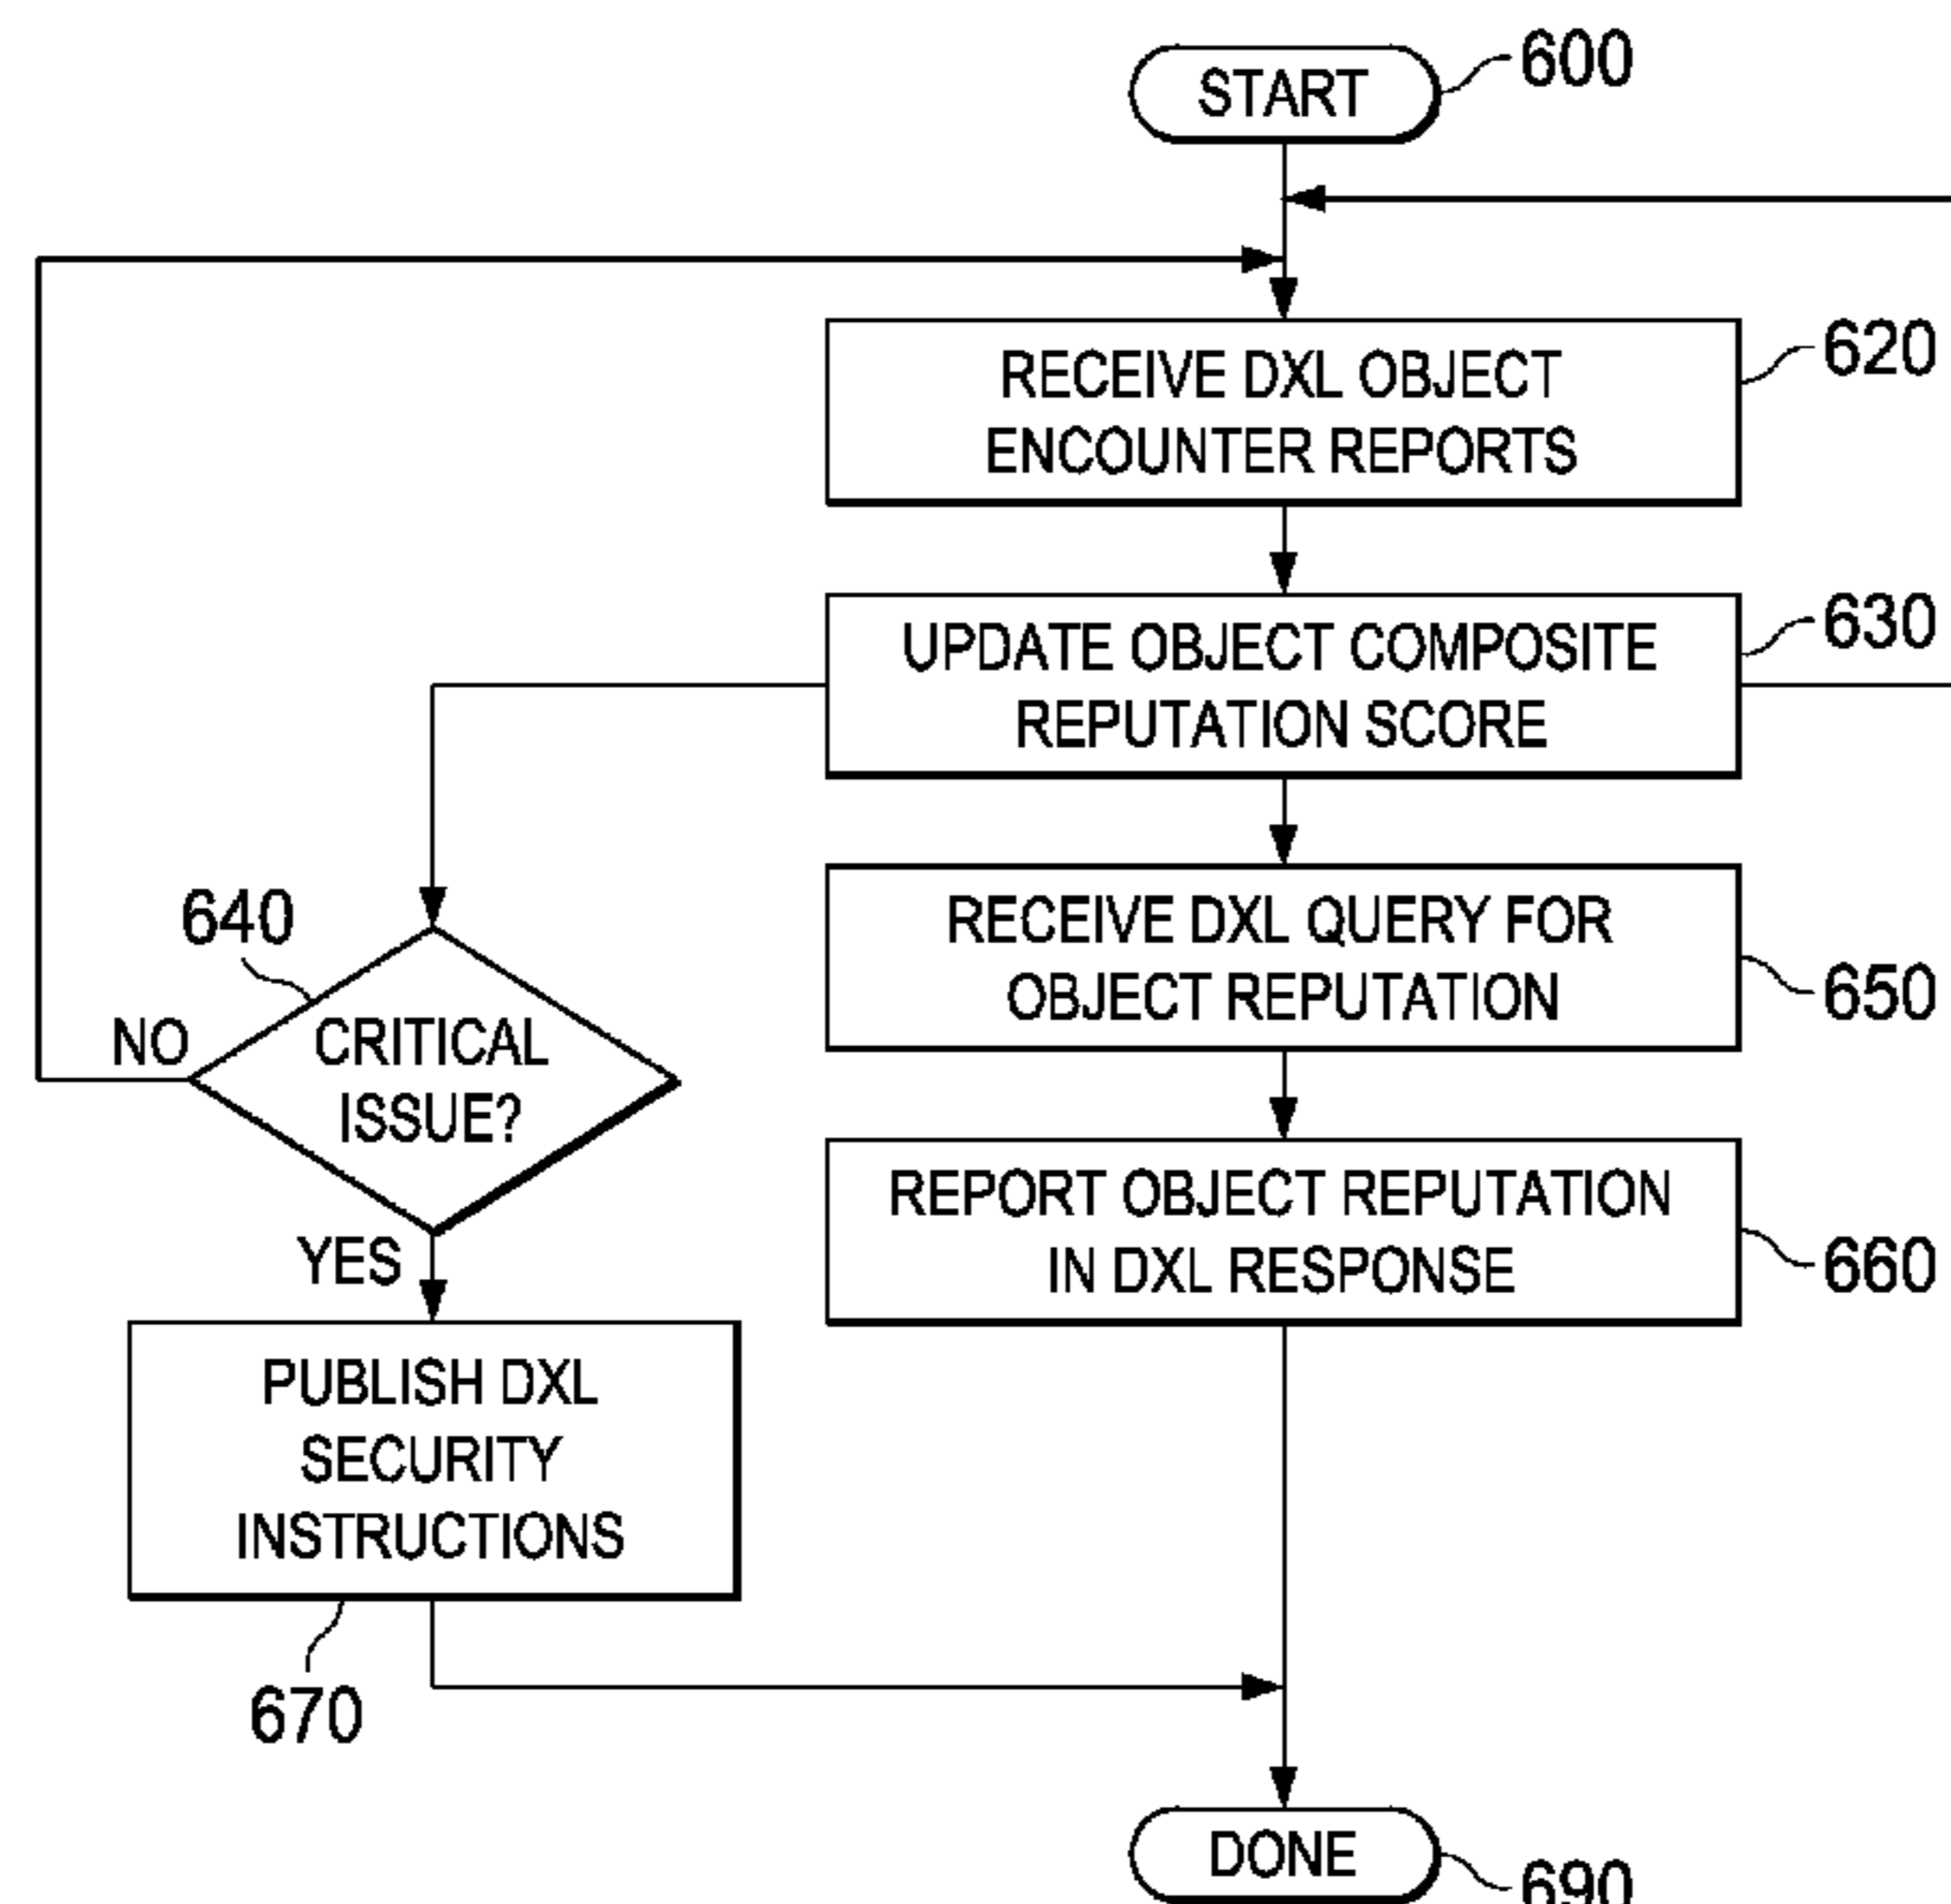 START
600
RECEIVE DXL OBJECT
ENCOUNTER REPORTS
620
UPDATE OBJECT COMPOSITE
REPUTATION SCORE
630
640
CRITICAL
ISSUE?
NO
YES
RECEIVE DXL QUERY FOR
OBJECT REPUTATION
650
REPORT OBJECT REPUTATION
IN DXL RESPONSE
660
PUBLISH DXL
SECURITY
INSTRUCTIONS
670
DONE
690